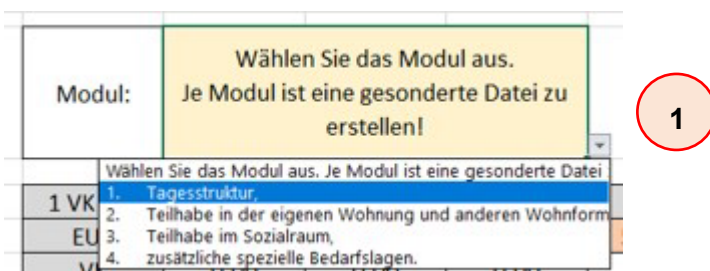 Wählen Sie das Modul aus.
Modul: Je Modul ist eine gesonderte Datei zu
erstellen!
1
Wählen Sie das Modul aus. Je Modul ist eine gesonderte Datei
1. Tagesstruktur,
1 VK
2. Teilhabe in der eigenen Wohnung und anderen Wohnform
EU
3. Teilhabe im Sozialraum,
4. zusätzliche spezielle Bedarfslagen.